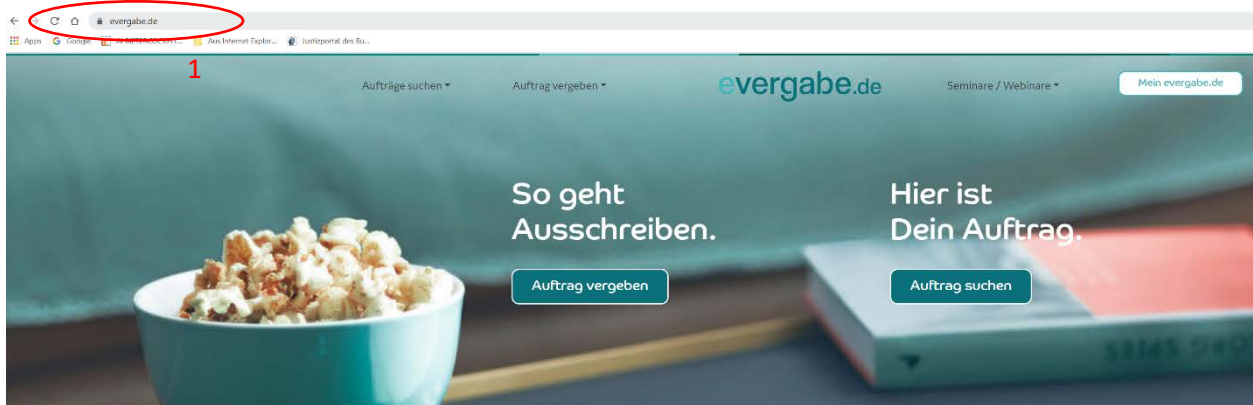 evergabe.de
Apps Google Aus Internet Explor... Justizportal des Bu...
1
Aufträge suchen
Auftrag vergeben
evergabe.de
Seminare / Webinare
Mein evergabe.de
So geht
Ausschreiben.
Auftrag vergeben
Hier ist
Dein Auftrag.
Auftrag suchen